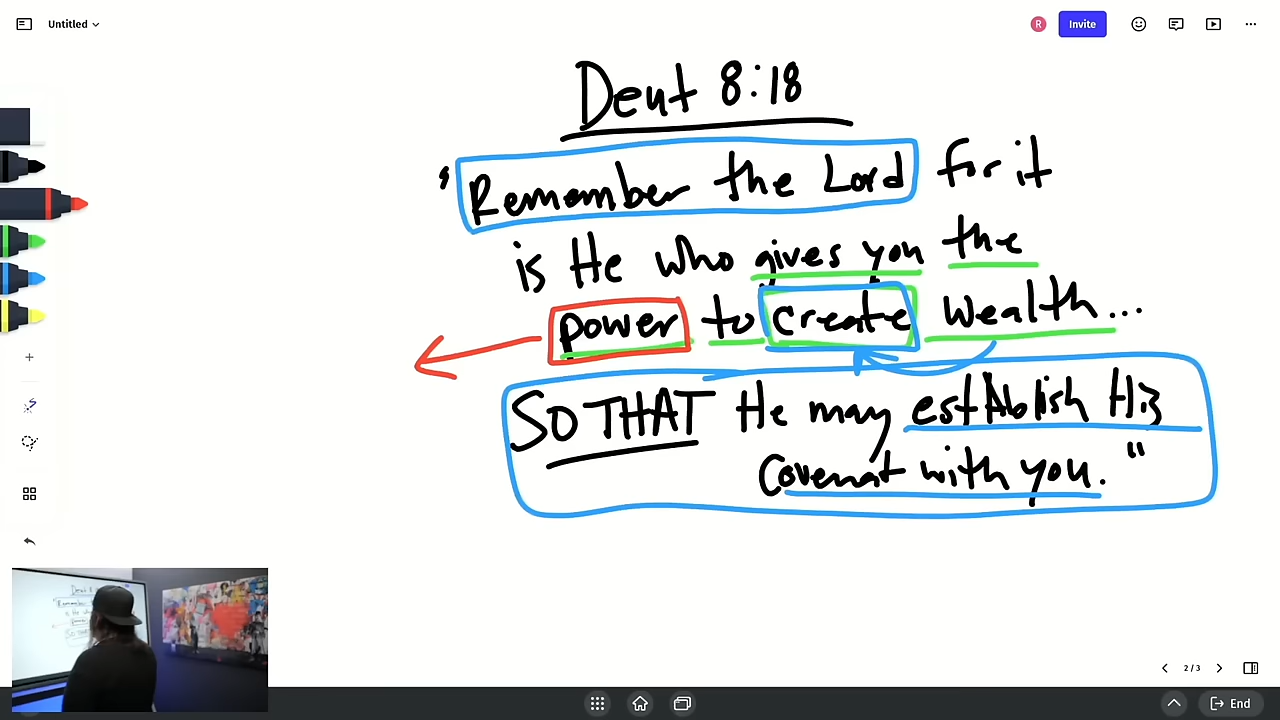 Untitled
R
Invite
Deut 8:18
"Remember the Lord for it
is He who gives you the
power to create wealth...
SO THAT He may establish His
Covenat with you."
2/3
End